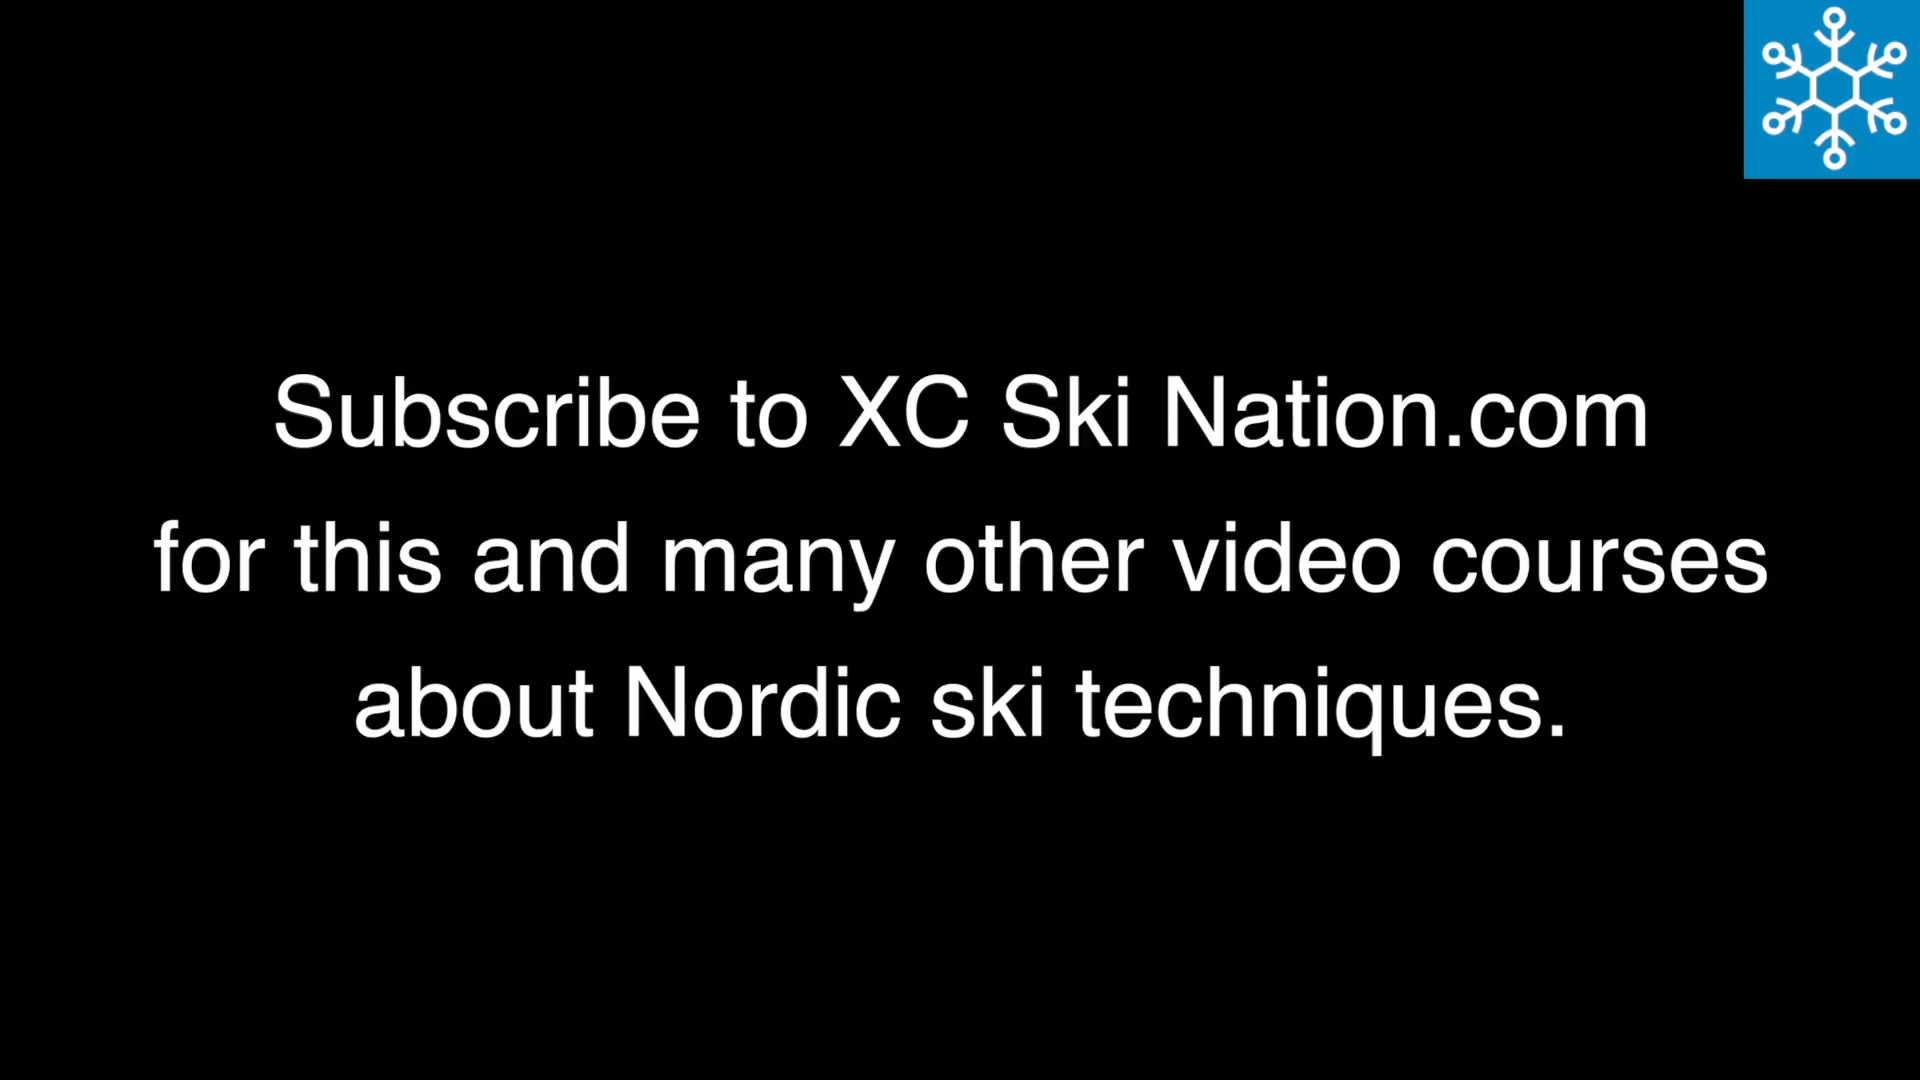 Subscribe to XC Ski Nation.com
for this and many other video courses
about Nordic ski techniques.